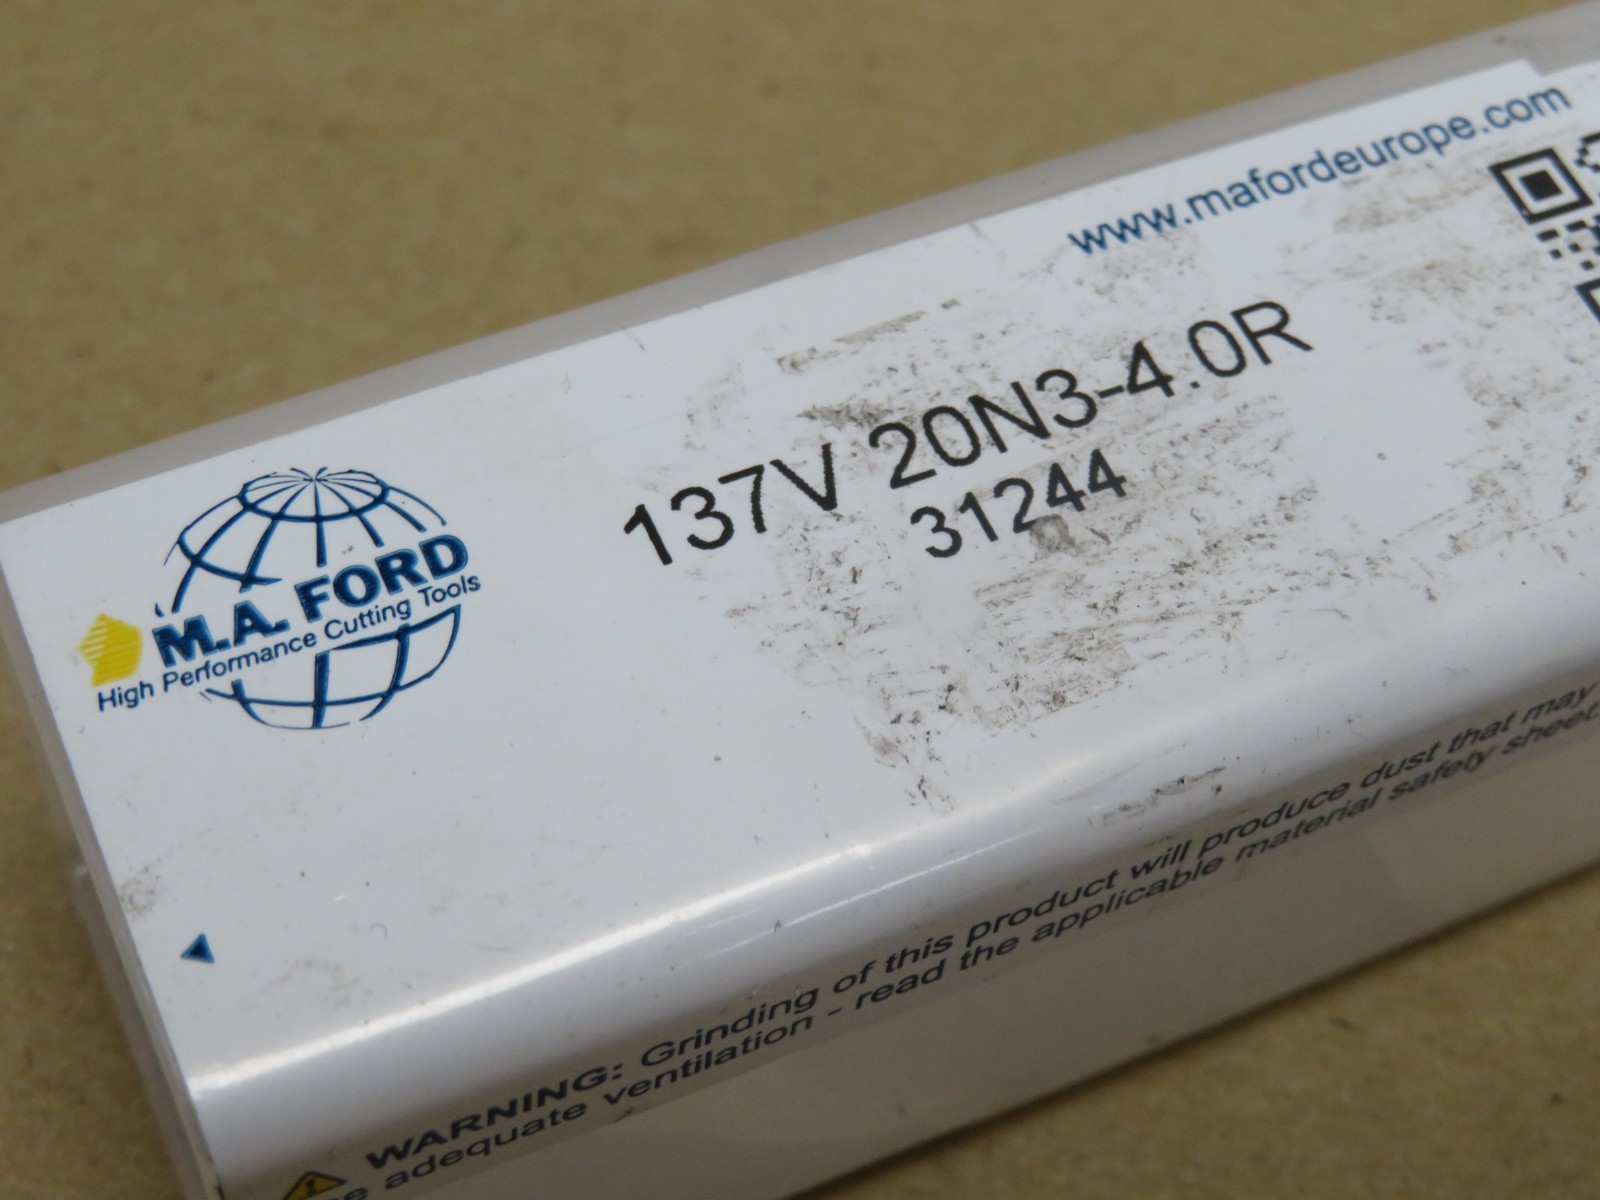 www.mafordeurope.com
137V 20N3-4.0R
31244
M.A. FORD
High Performance Cutting Tools
WARNING: Grinding of this product will produce dust that may
adequate ventilation - read the applicable material safety sheet.